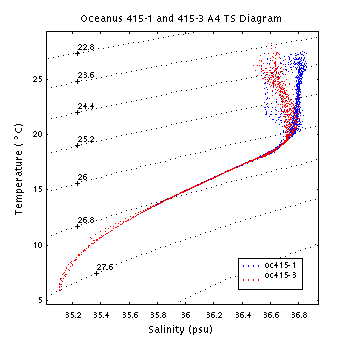 Oceanus 415-1 and 415-3 A4 TS Diagram
22.8
25
23.6
24.4
20
25.2
26
15
26.8
10
27.6
5
oc415-1
oc415-3
35.2 35.4 35.6 35.8 36 36.2 36.4 36.6 36.8
Salinity (psu)
Temperature (°C)